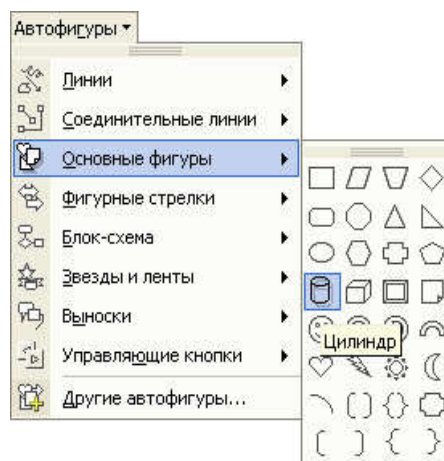 Автофигуры
Линии
Соединительные линии
Основные фигуры
Фигурные стрелки
Блок-схема
Звезды и ленты
Выноски
Управляющие кнопки
Другие автофигуры...
Цилиндр